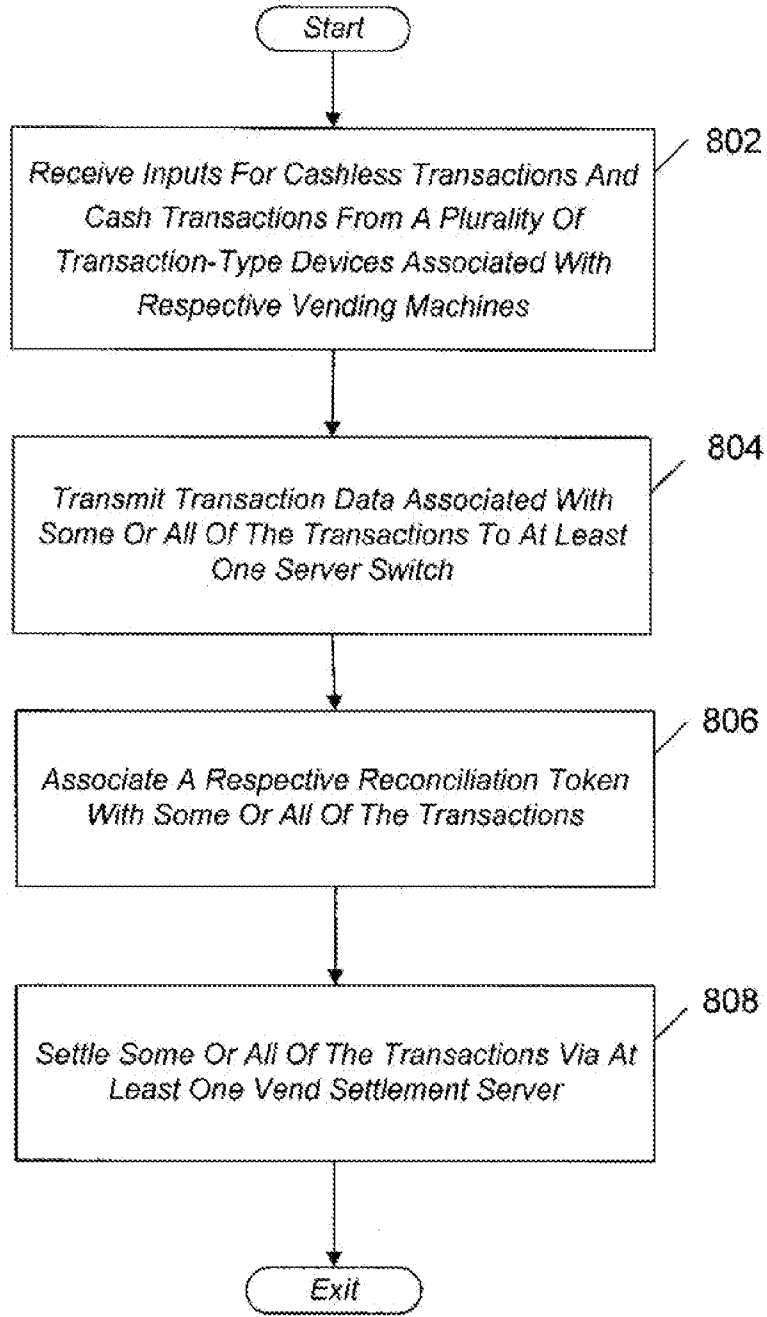 Start
802
Receive Inputs For Cashless Transactions And
Cash Transactions From A Plurality Of
Transaction-Type Devices Associated With
Respective Vending Machines
804
Transmit Transaction Data Associated With
Some Or All Of The Transactions To At Least
One Server Switch
806
Associate A Respective Reconciliation Token
With Some Or All Of The Transactions
808
Settle Some Or All Of The Transactions Via At
Least One Vend Settlement Server
Exit